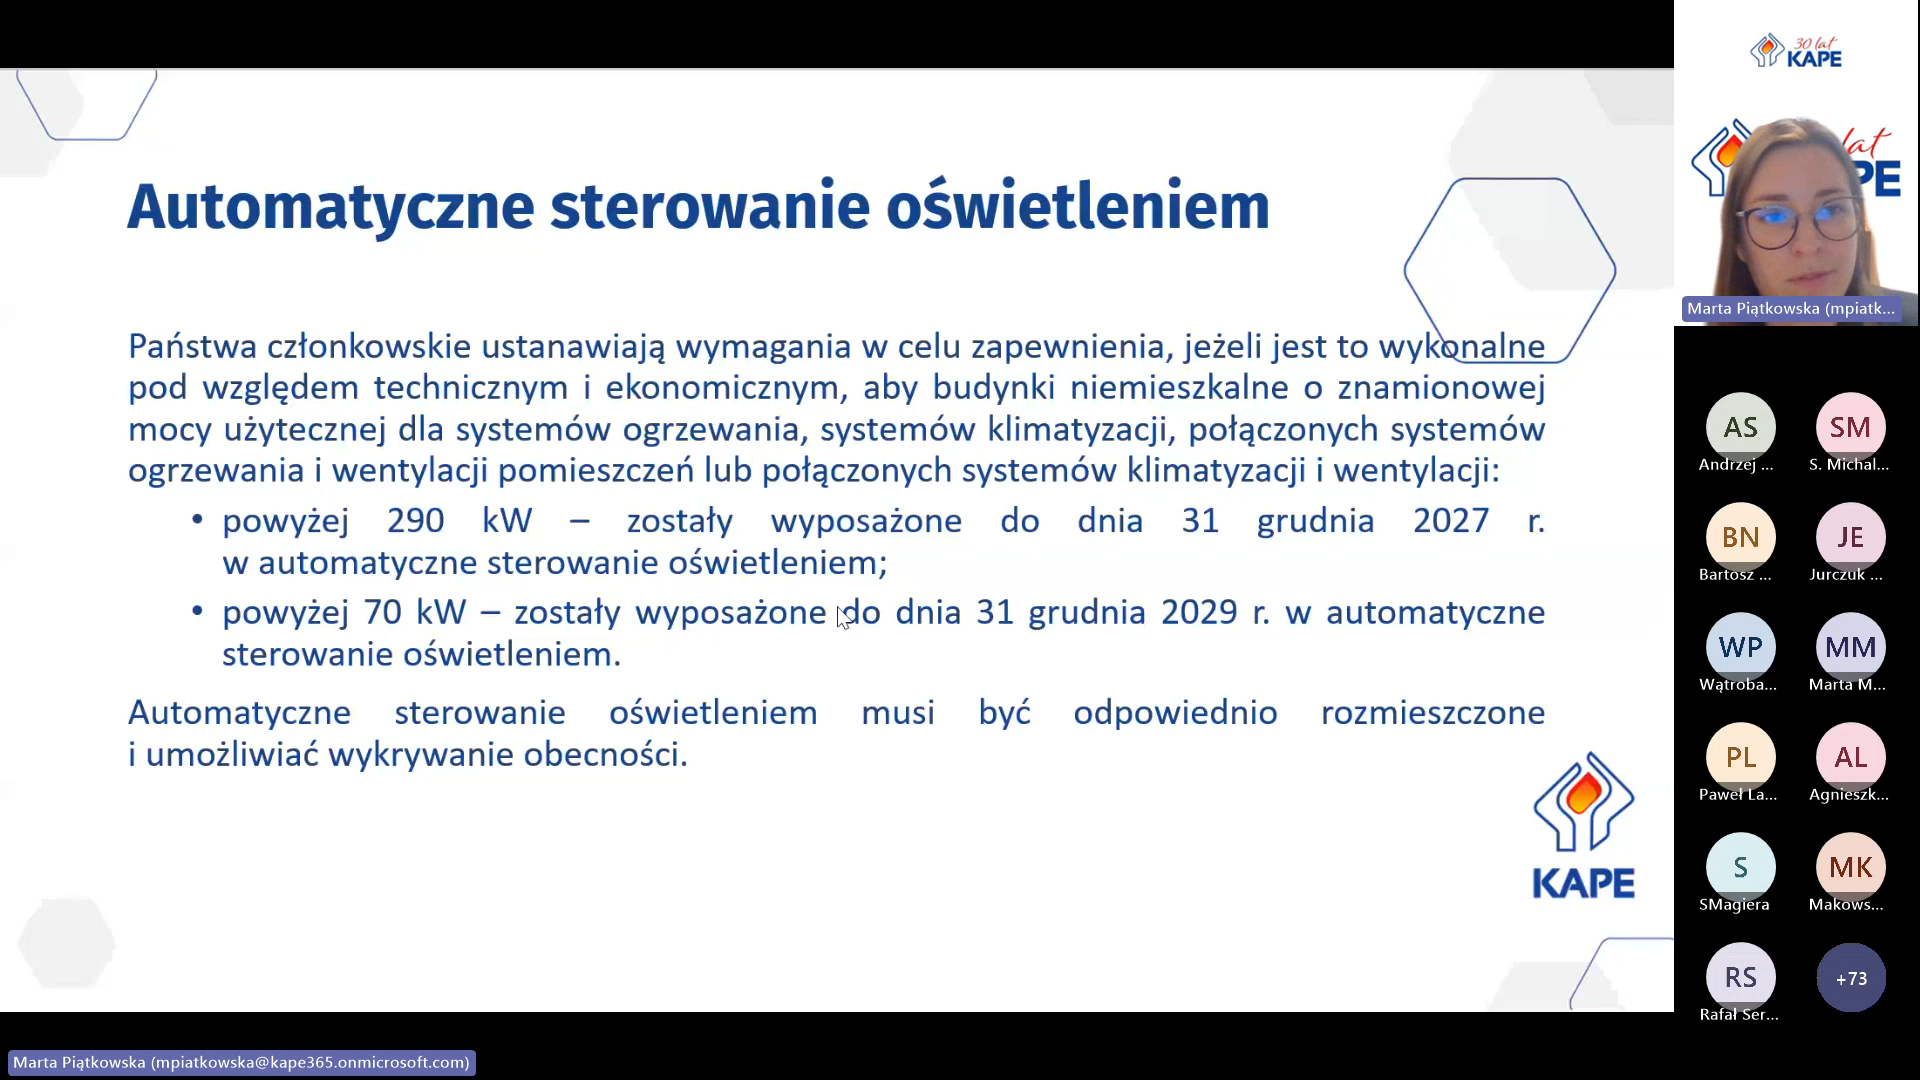 Automatyczne sterowanie oświetleniem
Państwa członkowskie ustanawiają wymagania w celu zapewnienia, jeżeli jest to wykonalne
pod względem technicznym i ekonomicznym, aby budynki niemieszkalne o znamionowej
mocy użytecznej dla systemów ogrzewania, systemów klimatyzacji, połączonych systemów
ogrzewania i wentylacji pomieszczeń lub połączonych systemów klimatyzacji i wentylacji:
• powyżej 290 kW – zostały wyposażone do dnia 31 grudnia 2027 r.
w automatyczne sterowanie oświetleniem;
• powyżej 70 kW – zostały wyposażone do dnia 31 grudnia 2029 r. w automatyczne
sterowanie oświetleniem.
Automatyczne sterowanie oświetleniem musi być odpowiednio rozmieszczone
i umożliwiać wykrywanie obecności.
KAPE
Marta Piątkowska (mpiatkowska@kape365.onmicrosoft.com)
30 lat
KAPE
lat
PE
Marta Piątkowska (mpiatk...
AS
Andrzej ...
SM
S. Michal...
BN
Bartosz ...
JE
Jurczuk ...
WP
Wątroba...
MM
Marta M...
PL
Paweł La...
AL
Agnieszk...
S
SMagiera
MK
Makows...
RS
Rafał Ser...
+73